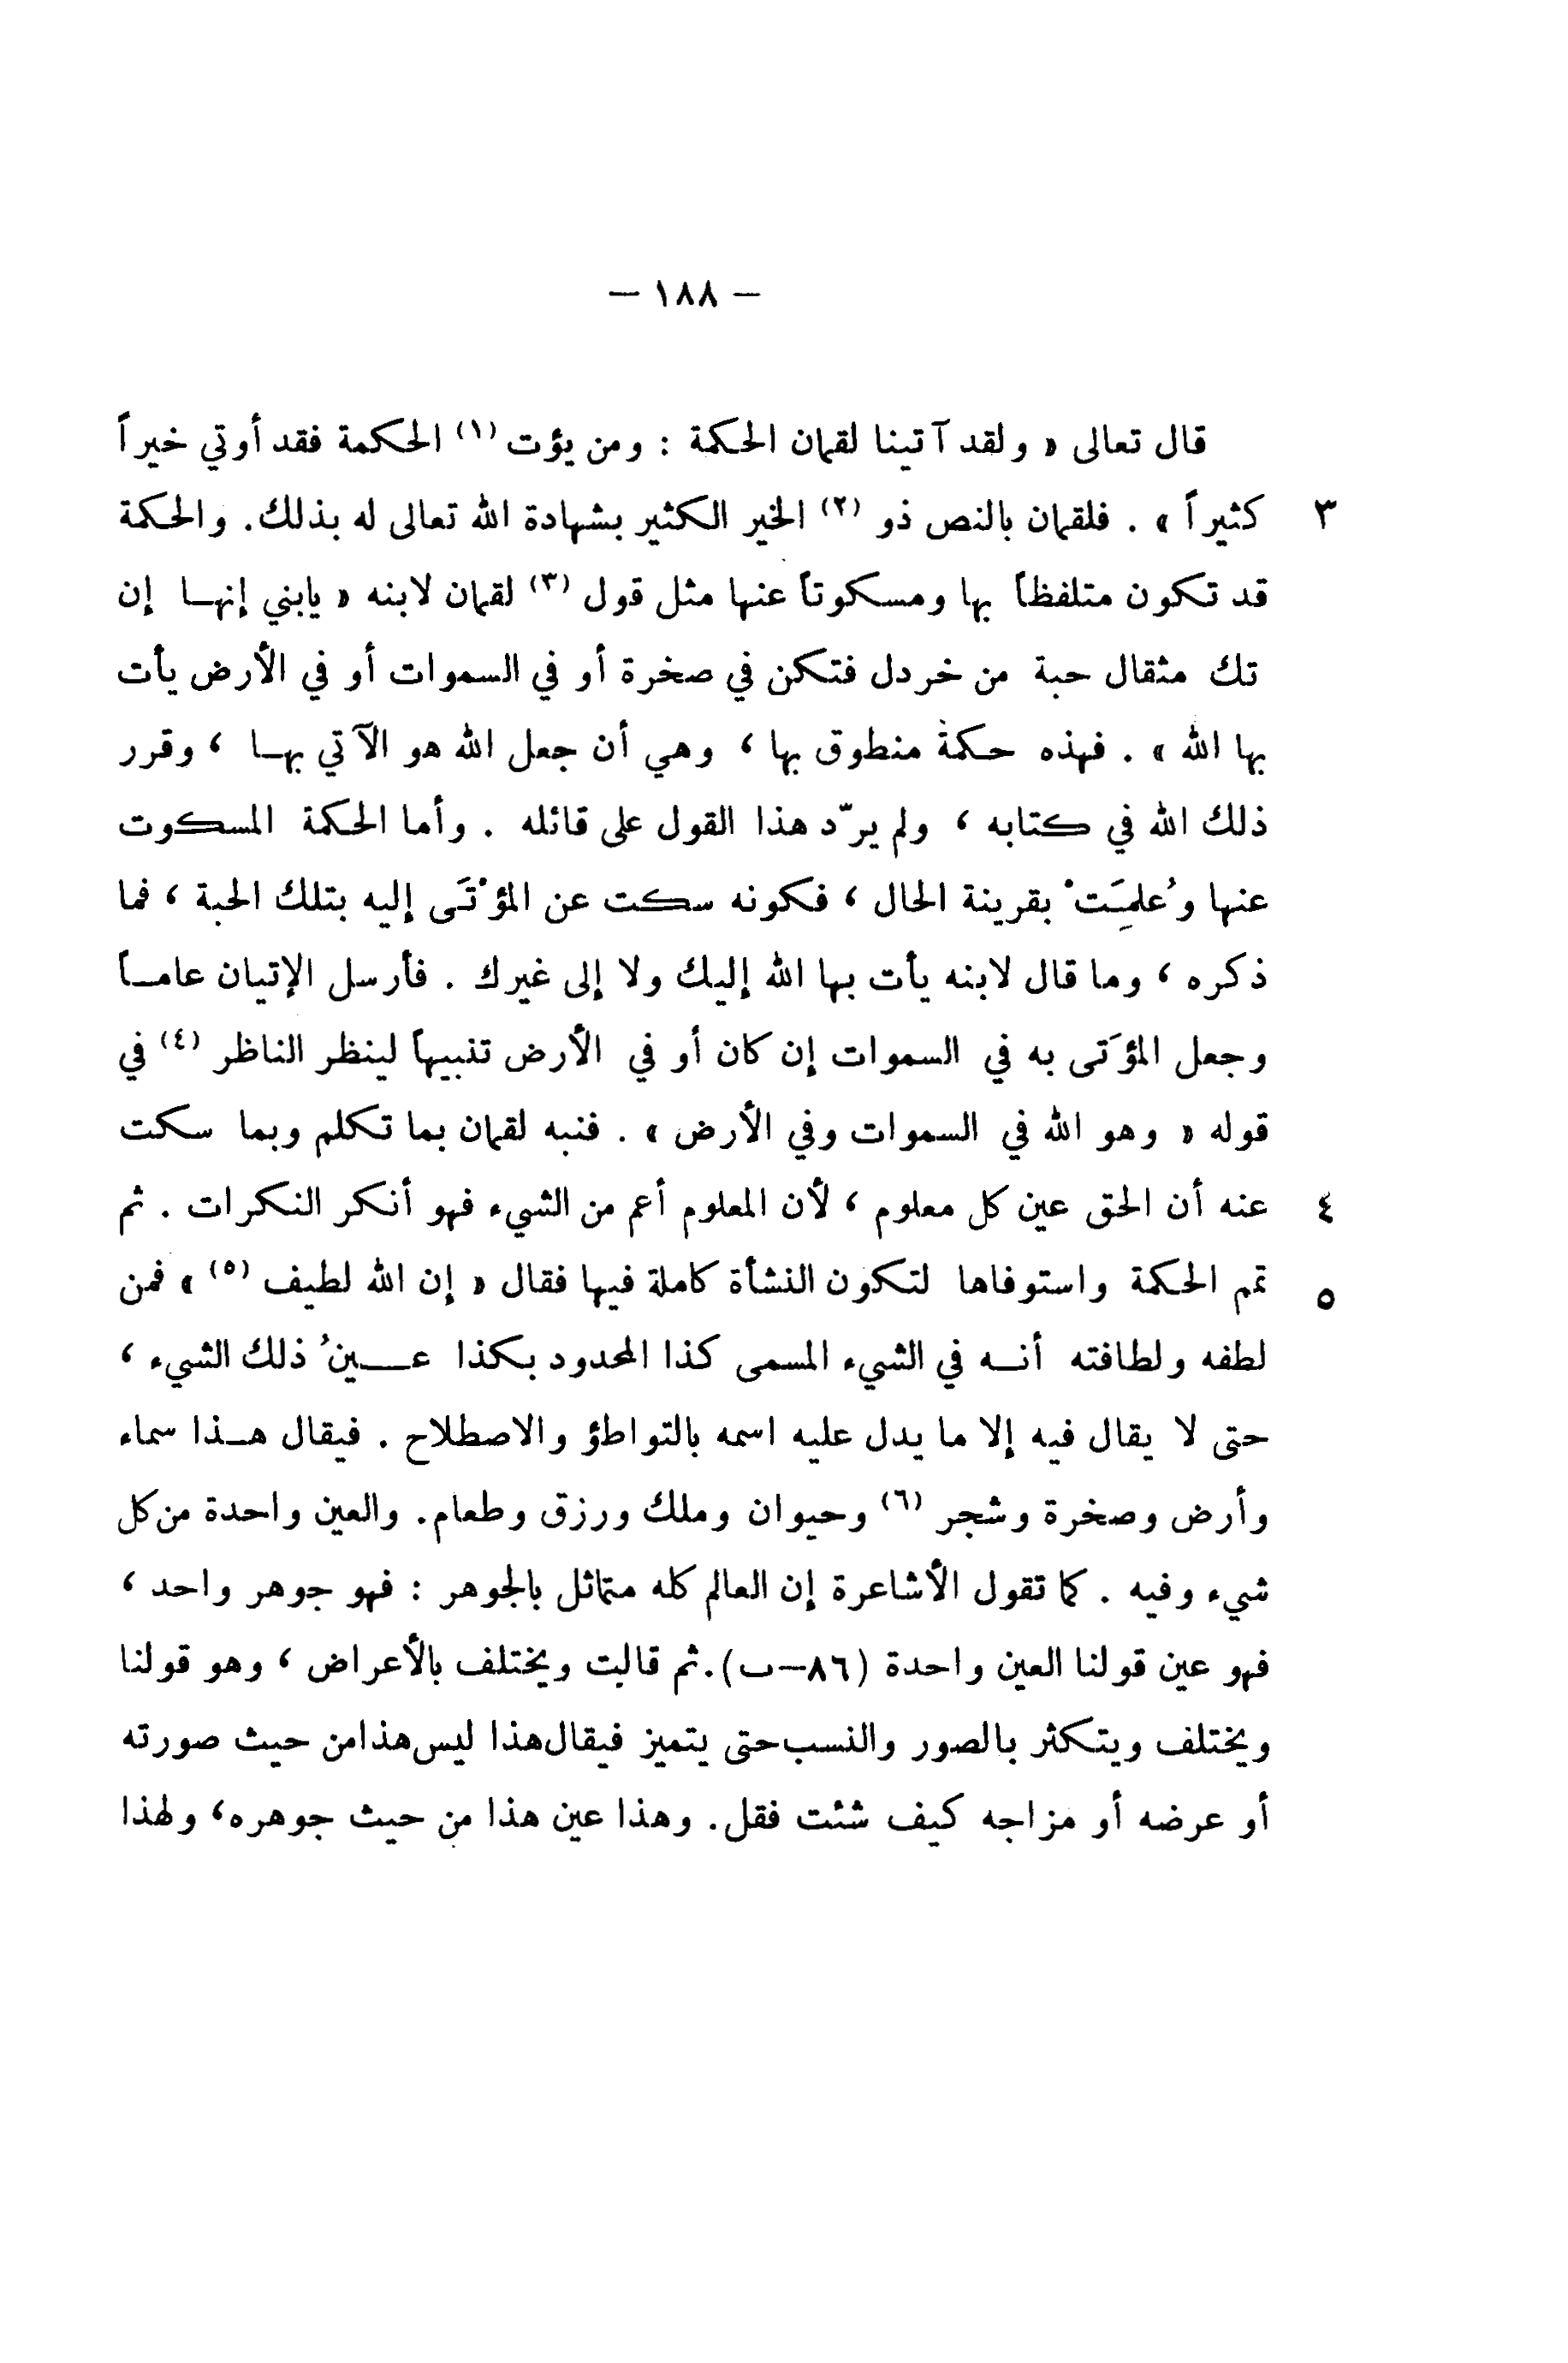 — ١٨٨ —
قال تعالى « ولقد آتينا لقمان الحكمة : ومن يؤت (١) الحكمة فقد أوتي خيراً
٣ كثيراً » . فلقمان بالنص ذو (٢) الخير الكثير بشهادة الله تعالى له بذلك. والحكمة
قد تكون متلفظاً بها ومسكوتاً عنها مثل قول (٣) لقمان لابنه « يابني إنهـا إن
تك مثقال حبة من خردل فتكن في صخرة أو في السموات أو في الأرض يأت
بها الله » . فهذه حكمة منطوق بها ، وهي أن جعل الله هو الآتي بهـا ، وقرر
ذلك الله في كتابه ، ولم يردّ هذا القول على قائله . وأما الحكمة المسكوت
عنها وعُلِمَتْ بقرينة الحال ، فكونه سكت عن المؤْتَى إليه بتلك الحبة ، فما
ذكره ، وما قال لابنه يأت بها الله إليك ولا إلى غيرك . فأرسل الإتيان عامـاً
وجعل المؤتَى به في السموات إن كان أو في الأرض تنبيهاً لينظر الناظر (٤) في
قوله « وهو الله في السموات وفي الأرض » . فنبه لقمان بما تكلم وبما سكت
٤ عنه أن الحق عين كل معلوم ، لأن المعلوم أعم من الشيء فهو أنكر النكرات . ثم
٥ تمم الحكمة واستوفاها لتكون النشأة كاملة فيها فقال « إن الله لطيف (٥) » فمن
لطفه ولطافته أنـه في الشيء المسمى كذا المحدود بكذا عـينُ ذلك الشيء ،
حتى لا يقال فيه إلا ما يدل عليه اسمه بالتواطؤ والاصطلاح . فيقال هـذا سماء
وأرض وصخرة وشجر (٦) وحيوان وملك ورزق وطعام. والعين واحدة من كل
شيء وفيه . كما تقول الأشاعرة إن العالم كله متماثل بالجوهر : فهو جوهر واحد ،
فهو عين قولنا العين واحدة (٨٦–ب). ثم قالت ويختلف بالأعراض ، وهو قولنا
ويختلف ويتكثر بالصور والنسب حتى يتميز فيقال هذا ليس هذا من حيث صورته
أو عرضه أو مزاجه كيف شئت فقل. وهذا عين هذا من حيث جوهره، ولهذا